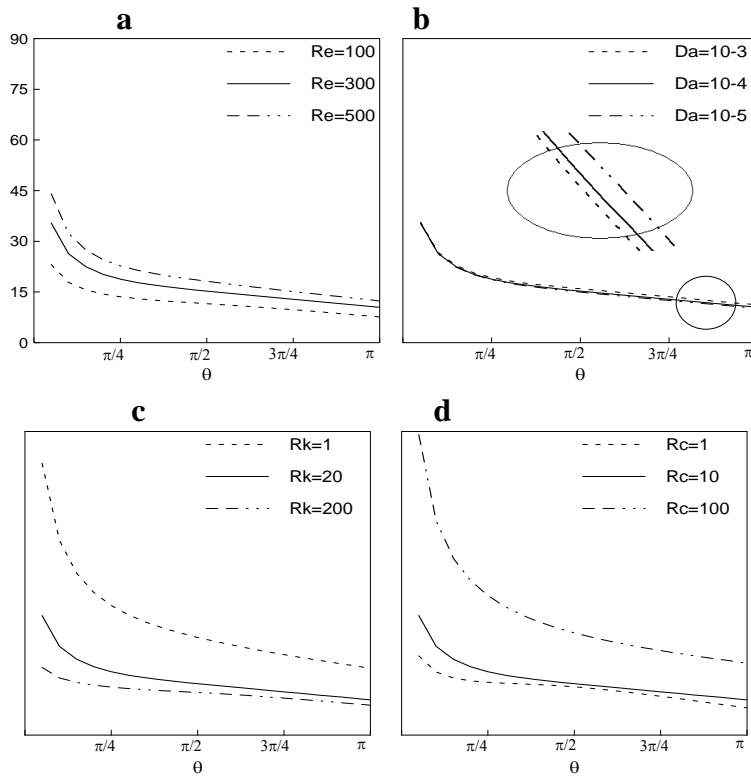 a
90
75
60
45
30
15
0
Re=100
Re=300
Re=500
π/4
π/2
3π/4
π
θ
b
Da=10-3
Da=10-4
Da=10-5
π/4
π/2
3π/4
π
θ
c
Rk=1
Rk=20
Rk=200
π/4
π/2
3π/4
π
θ
d
Rc=1
Rc=10
Rc=100
π/4
π/2
3π/4
π
θ